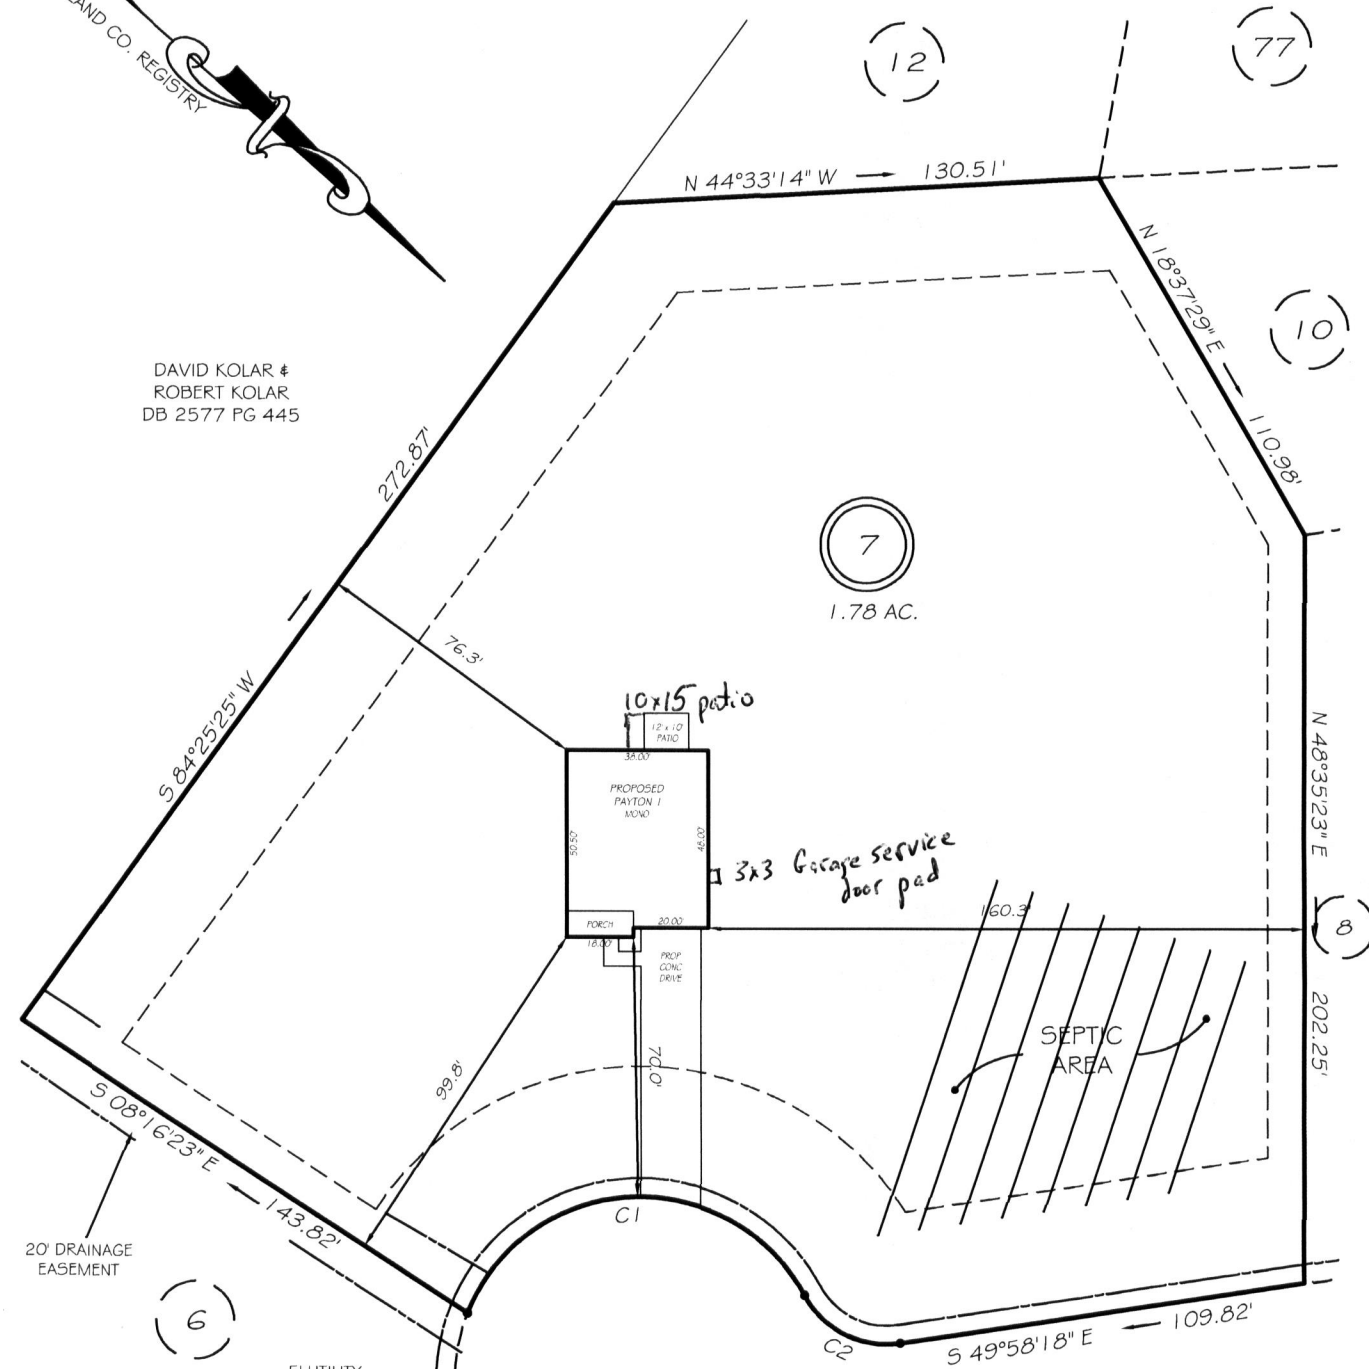 LAND CO. REGISTRY
12
77
N 44°33'14" W
130.51'
N 18°37'29" E
110.98'
10
DAVID KOLAR &
ROBERT KOLAR
DB 2577 PG 445
272.87'
S 84°25'25" W
7
1.78 AC.
76.3'
10x15 patio
12' x 10'
PATIO
38.00'
PROPOSED
PAYTON 1
MONO
50.50'
48.00'
3x3 Garage service
door pad
N 48°35'23" E
202.25'
8
160.3'
PORCH
20.00'
18.00'
PROP
CONC
DRIVE
SEPTIC
AREA
70.0'
99.8'
S 08°16'23" E
143.82'
20' DRAINAGE
EASEMENT
6
C1
C2
S 49°58'18" E
109.82'